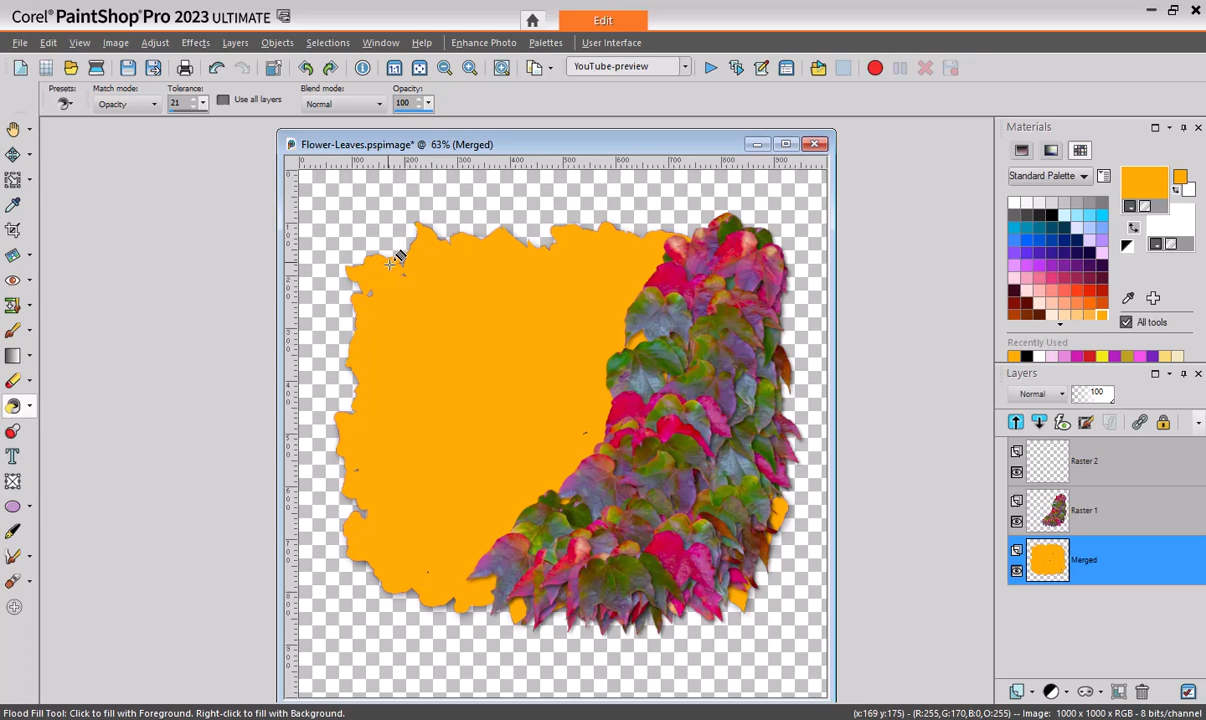 Corel® PaintShop® Pro 2023 ULTIMATE
Edit
File Edit View Image Adjust Effects Layers Objects Selections Window Help Enhance Photo Palettes User Interface
YouTube-preview
Presets: Match mode: Tolerance: Use all layers Blend mode: Opacity:
Opacity 21 Normal 100
Flower-Leaves.pspimage* @ 63% (Merged)
0 100 200 300 400 500 600 700 800 900
Materials
Standard Palette
All tools
Recently Used
Layers
Normal 100
Raster 2
Raster 1
Merged
Flood Fill Tool: Click to fill with Foreground. Right-click to fill with Background.
(x:169 y:175) - (R:255,G:170,B:0,O:255) -- Image: 1000 x 1000 x RGB - 8 bits/channel